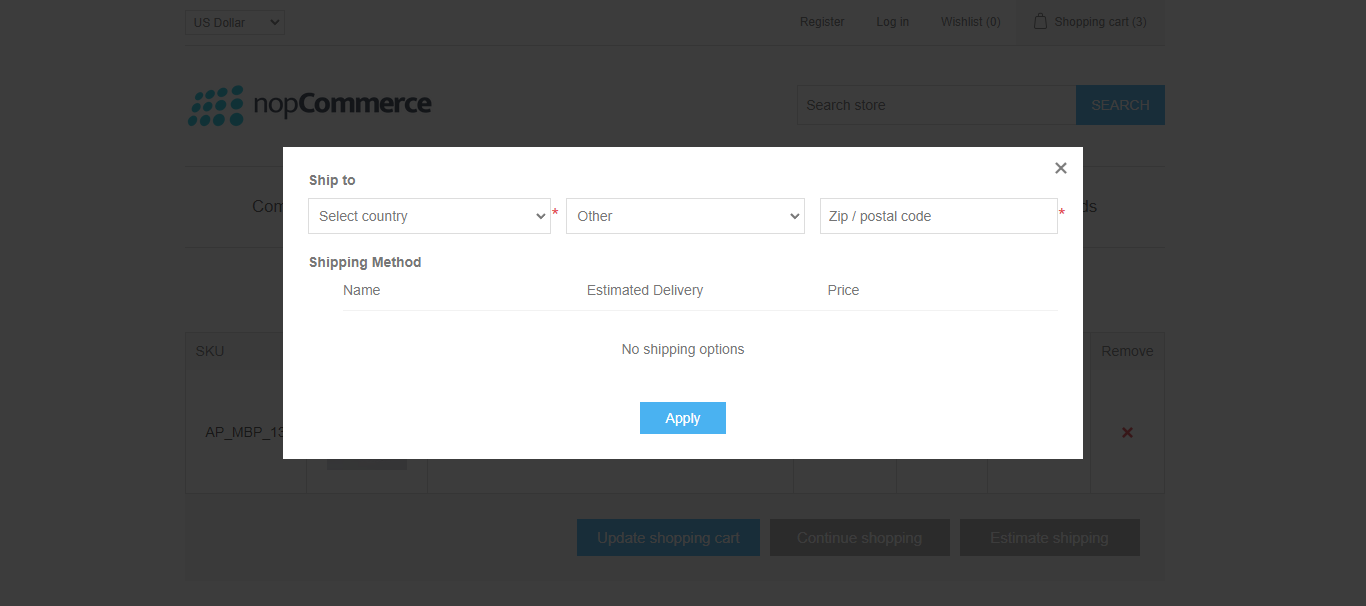 US Dollar
Register
Log in
Wishlist (0)
Shopping cart (3)
nopCommerce
Search store
SEARCH
Ship to
Select country
*
Other
Zip / postal code
*
Shipping Method
Name
Estimated Delivery
Price
No shipping options
Apply
SKU
Remove
AP_MBP_13
Update shopping cart
Continue shopping
Estimate shipping